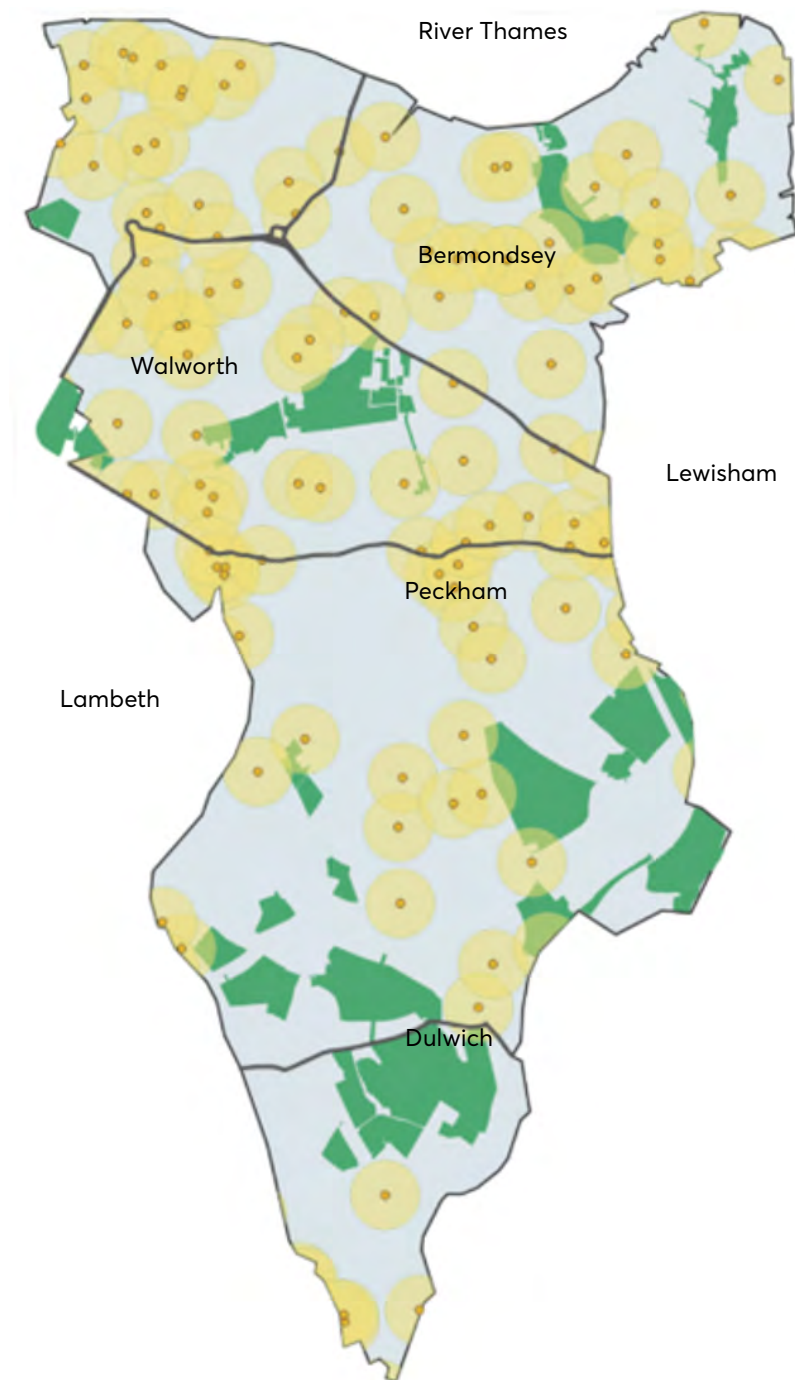 River Thames
Bermondsey
Walworth
Lewisham
Peckham
Lambeth
Dulwich